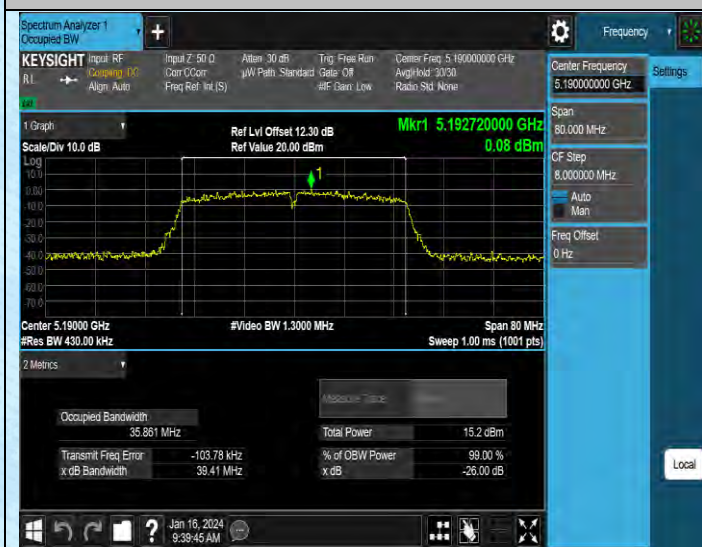 Spectrum Analyzer 1
Occupied BW
Frequency
KEYSIGHT Input: RF Input Z: 50 Ω Atten: 30 dB Trig: Free Run Center Freq: 5.190000000 GHz
RL Coupling: DC Corr CCorr µW Path: Standard Gate: Off Avg|Hold: 30/30
Align: Auto Freq Ref: Int (S) #IF Gain: Low Radio Std: None
Center Frequency
5.190000000 GHz
Settings
Span
80.000 MHz
CF Step
8.000000 MHz
Auto
Man
Freq Offset
0 Hz
1 Graph
Ref Lvl Offset 12.30 dB Mkr1 5.192720000 GHz
Scale/Div 10.0 dB Ref Value 20.00 dBm 0.08 dBm
Log
10.0
0.00
-10.0
-20.0
-30.0
-40.0
-50.0
-60.0
-70.0
1
Center 5.19000 GHz #Video BW 1.3000 MHz Span 80 MHz
#Res BW 430.00 kHz Sweep 1.00 ms (1001 pts)
2 Metrics
Measure Trace
Occupied Bandwidth
35.861 MHz Total Power 15.2 dBm
Transmit Freq Error -103.78 kHz % of OBW Power 99.00 %
x dB Bandwidth 39.41 MHz x dB -26.00 dB
Local
Jan 16, 2024
9:39:45 AM